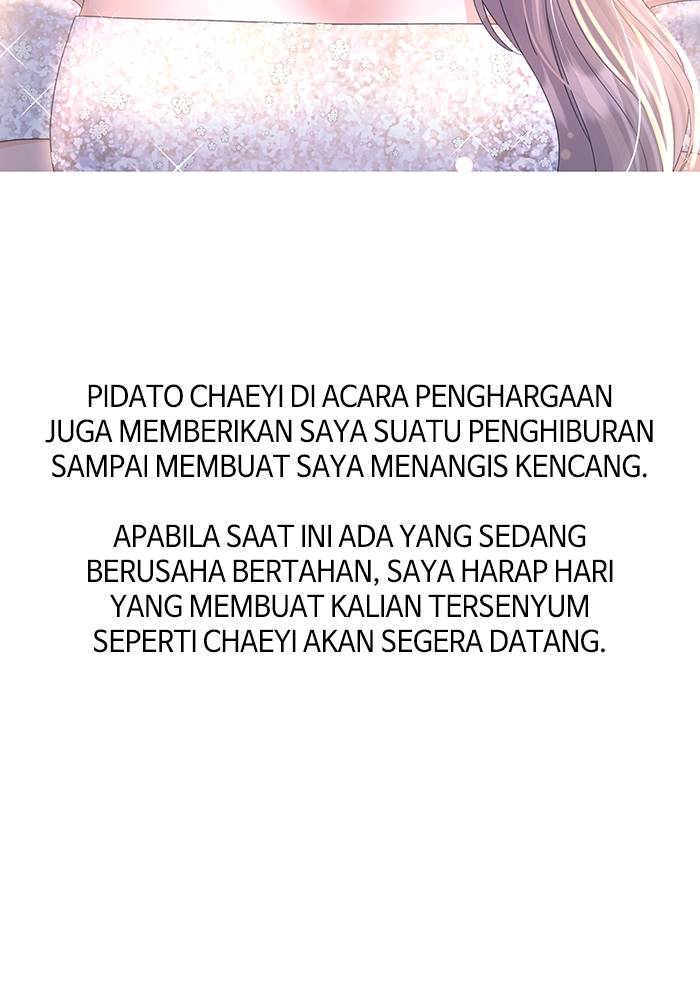 PIDATO CHAEYI DI ACARA PENGHARGAAN
JUGA MEMBERIKAN SAYA SUATU PENGHIBURAN
SAMPAI MEMBUAT SAYA MENANGIS KENCANG.
APABILA SAAT INI ADA YANG SEDANG
BERUSAHA BERTAHAN, SAYA HARAP HARI
YANG MEMBUAT KALIAN TERSENYUM
SEPERTI CHAEYI AKAN SEGERA DATANG.